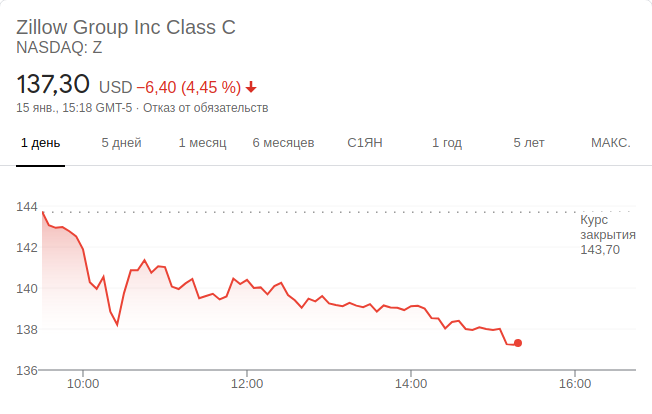 Zillow Group Inc Class C
NASDAQ: Z
137,30 USD −6,40 (4,45 %)
15 янв., 15:18 GMT-5 · Отказ от обязательств
1 день 5 дней 1 месяц 6 месяцев С1ЯН 1 год 5 лет МАКС.
144
Курс
закрытия
143,70
142
140
138
136
10:00 12:00 14:00 16:00